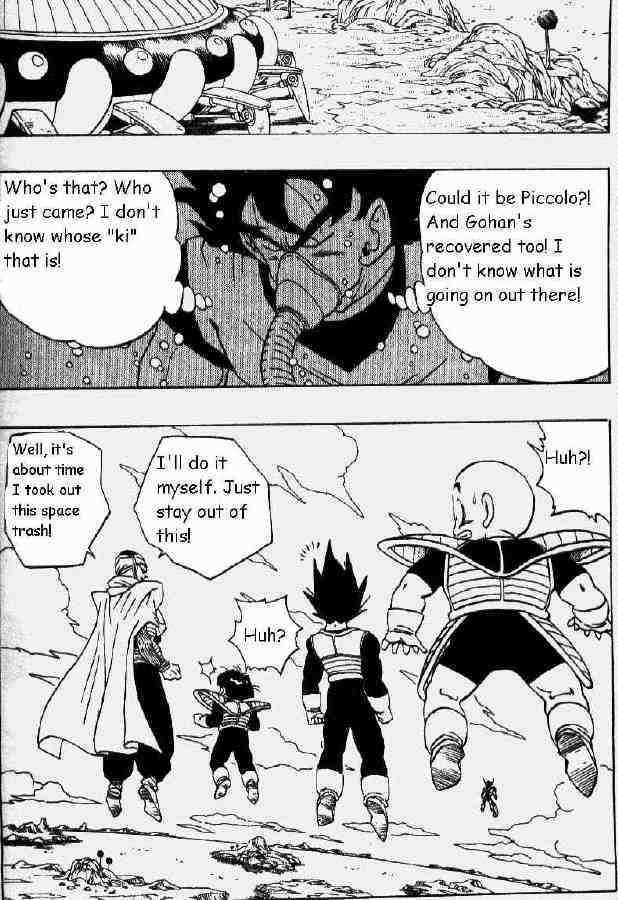 Who's that? Who
just came? I don't
know whose "ki"
that is!
Could it be Piccolo?!
And Gohan's
recovered too! I
don't know what is
going on out there!
Well, it's
about time
I took out
this space
trash!
I'll do it
myself. Just
stay out of
this!
Huh?
Huh?!